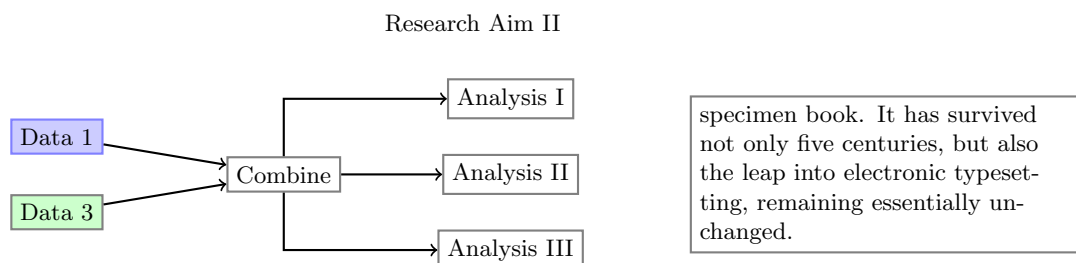 Research Aim II
Data 1
Data 3
Combine
Analysis I
Analysis II
Analysis III
specimen book. It has survived
not only five centuries, but also
the leap into electronic typeset-
ting, remaining essentially un-
changed.